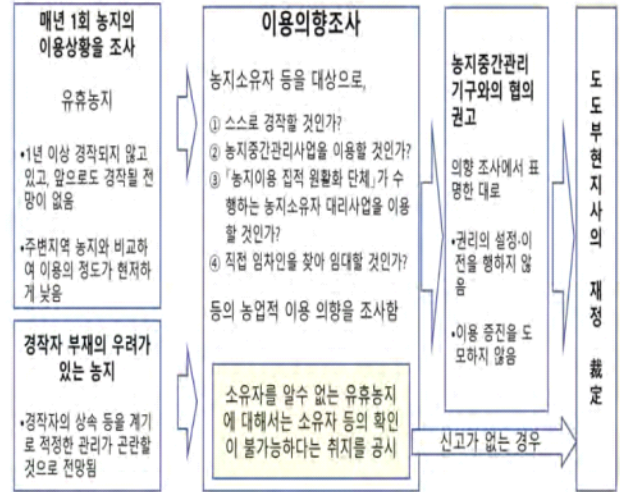 매년 1회 농지의
이용상황을 조사
유휴농지
•1년 이상 경작되지 않고
있고, 앞으로도 경작될 전
망이 없음
•주변지역 농지와 비교하
여 이용의 정도가 현저하
게 낮음
경작자 부재의 우려가
있는 농지
•경작자의 상속 등을 계기
로 적정한 관리가 곤란할
것으로 전망됨
이용의향조사
농지소유자 등을 대상으로,
① 스스로 경작할 것인가?
② 농지중간관리사업을 이용할 것인가?
③ 「농지이용 집적 원활화 단체」가 수
행하는 농지소유자 대리사업을 이용
할 것인가?
④ 직접 임차인을 찾아 임대할 것인가?
등의 농업적 이용 의향을 조사함
소유자를 알수 없는 유휴농지
에 대해서는 소유자 등의 확인
이 불가능하다는 취지를 공시
농지중간관리
기구와의 협의
권고
의향 조사에서 표
명한 대로
•권리의 설정·이
전을 행하지 않
음
•이용 증진을 도
모하지 않음
신고가 없는 경우
도도부현지사의 재정 裁定